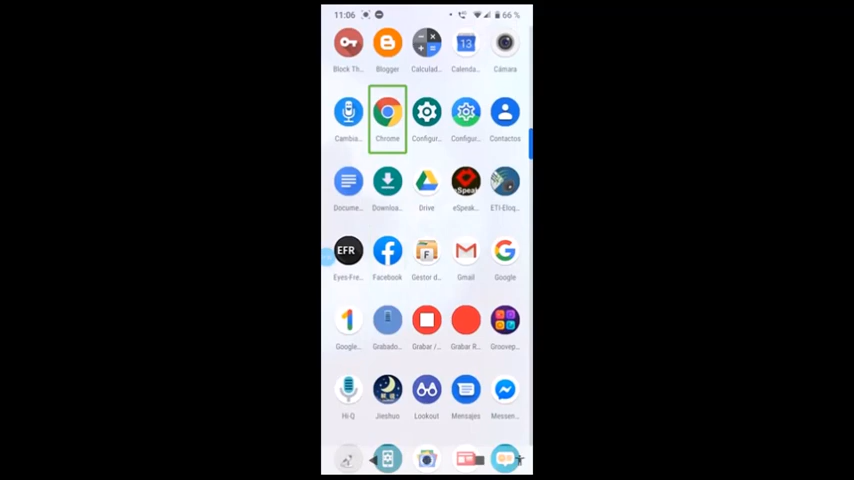 11:06 66 %
Block Th... Blogger Calculad... Calenda... Cámara
Cambia... Chrome Configur... Configur... Contactos
Docume... Downloa... Drive eSpeak... ETI-Eloq...
Eyes-Fre... Facebook Gestor d... Gmail Google
Google... Grabado... Grabar /... Grabar R... Groovep...
Hi-Q Jieshuo Lookout Mensajes Messen...
13
eSpeak
EFR
F